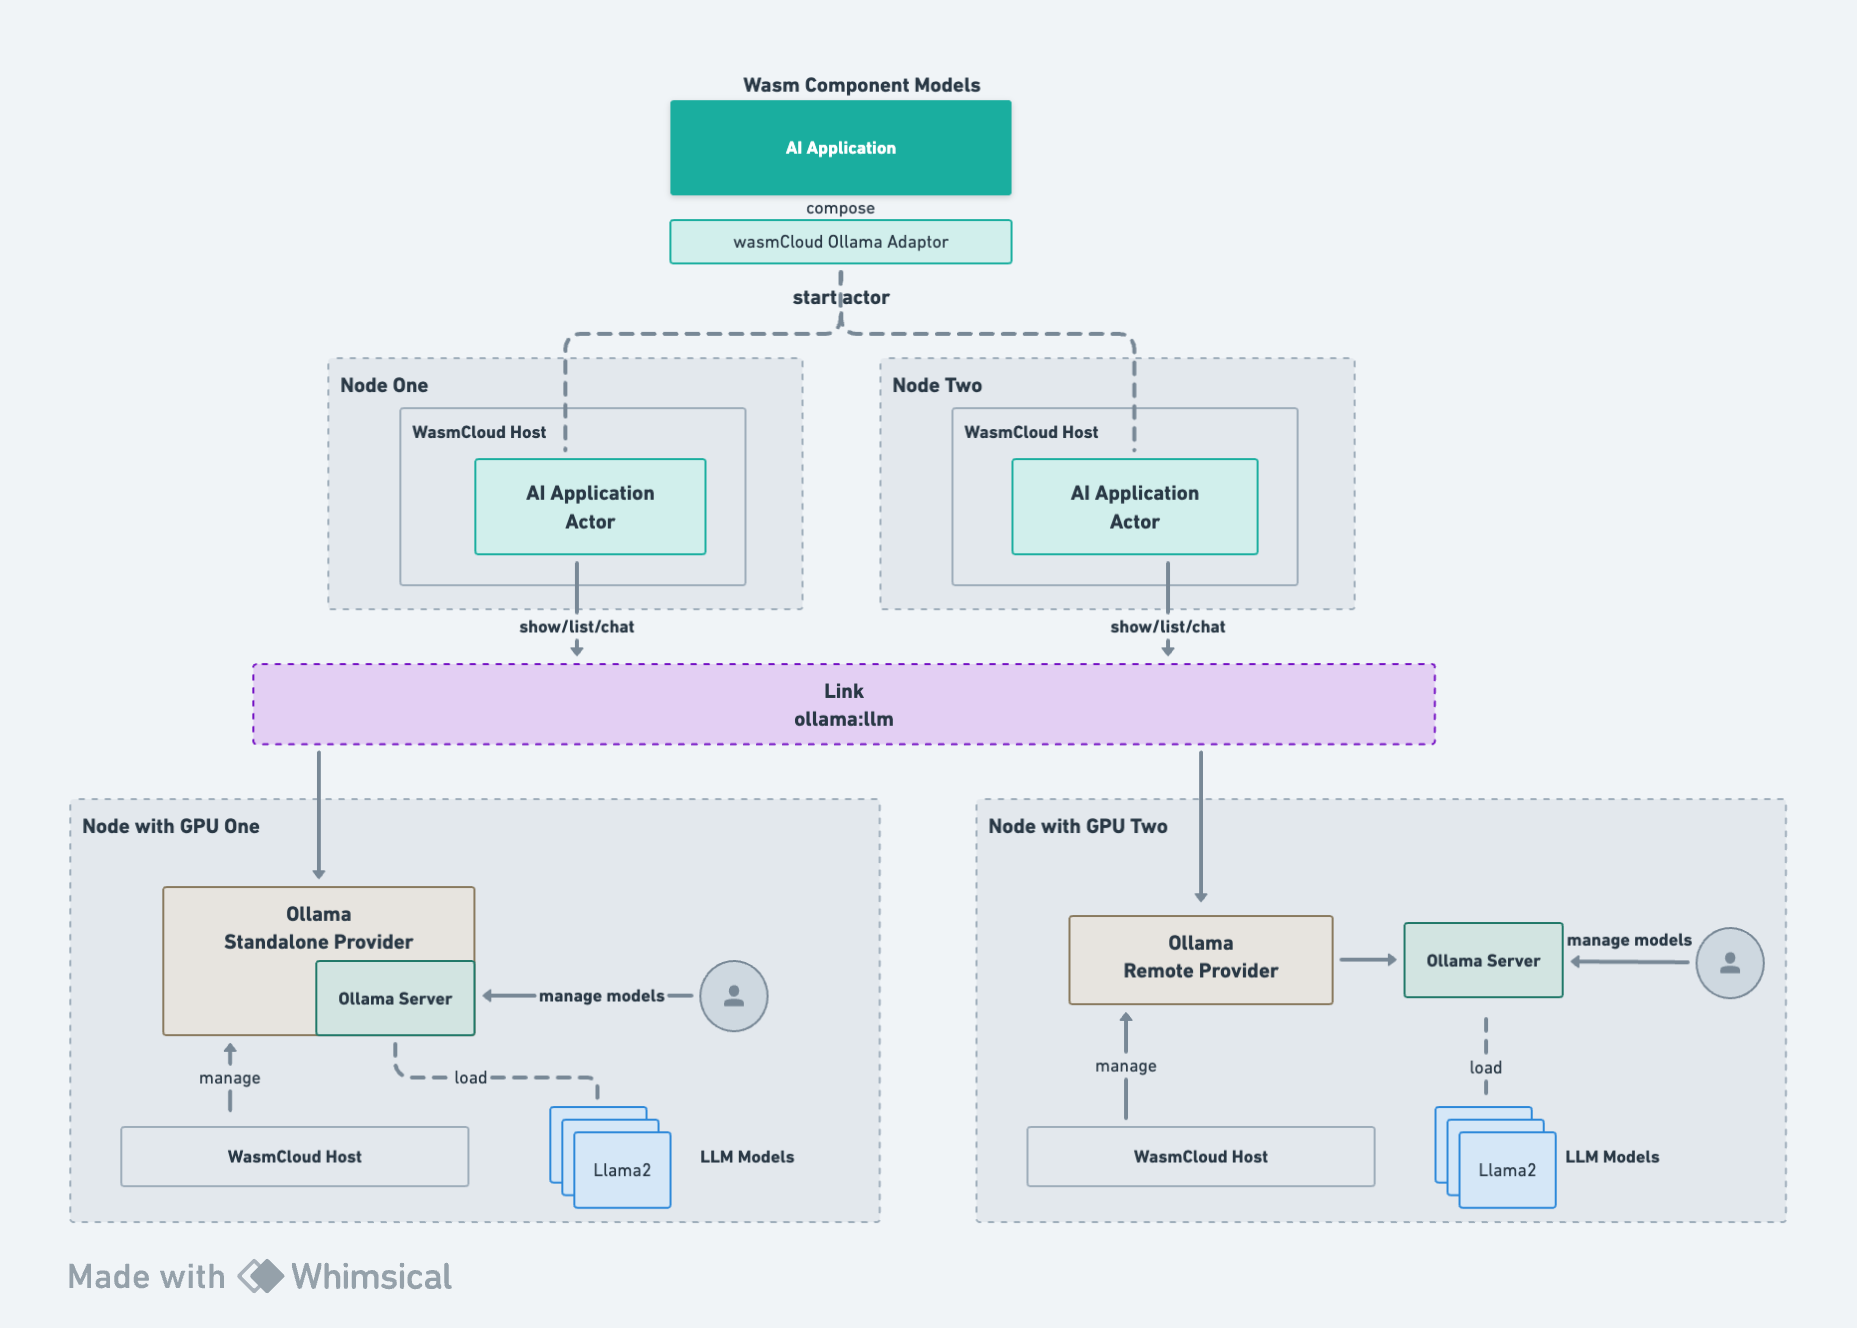 Wasm Component Models
AI Application
compose
wasmCloud Ollama Adaptor
start actor
Node One
WasmCloud Host
AI Application
Actor
show/list/chat
Node Two
WasmCloud Host
AI Application
Actor
show/list/chat
Link
ollama:llm
Node with GPU One
Ollama
Standalone Provider
Ollama Server
manage models
manage
load
WasmCloud Host
Llama2
LLM Models
Node with GPU Two
Ollama
Remote Provider
Ollama Server
manage models
manage
load
WasmCloud Host
Llama2
LLM Models
Made with Whimsical